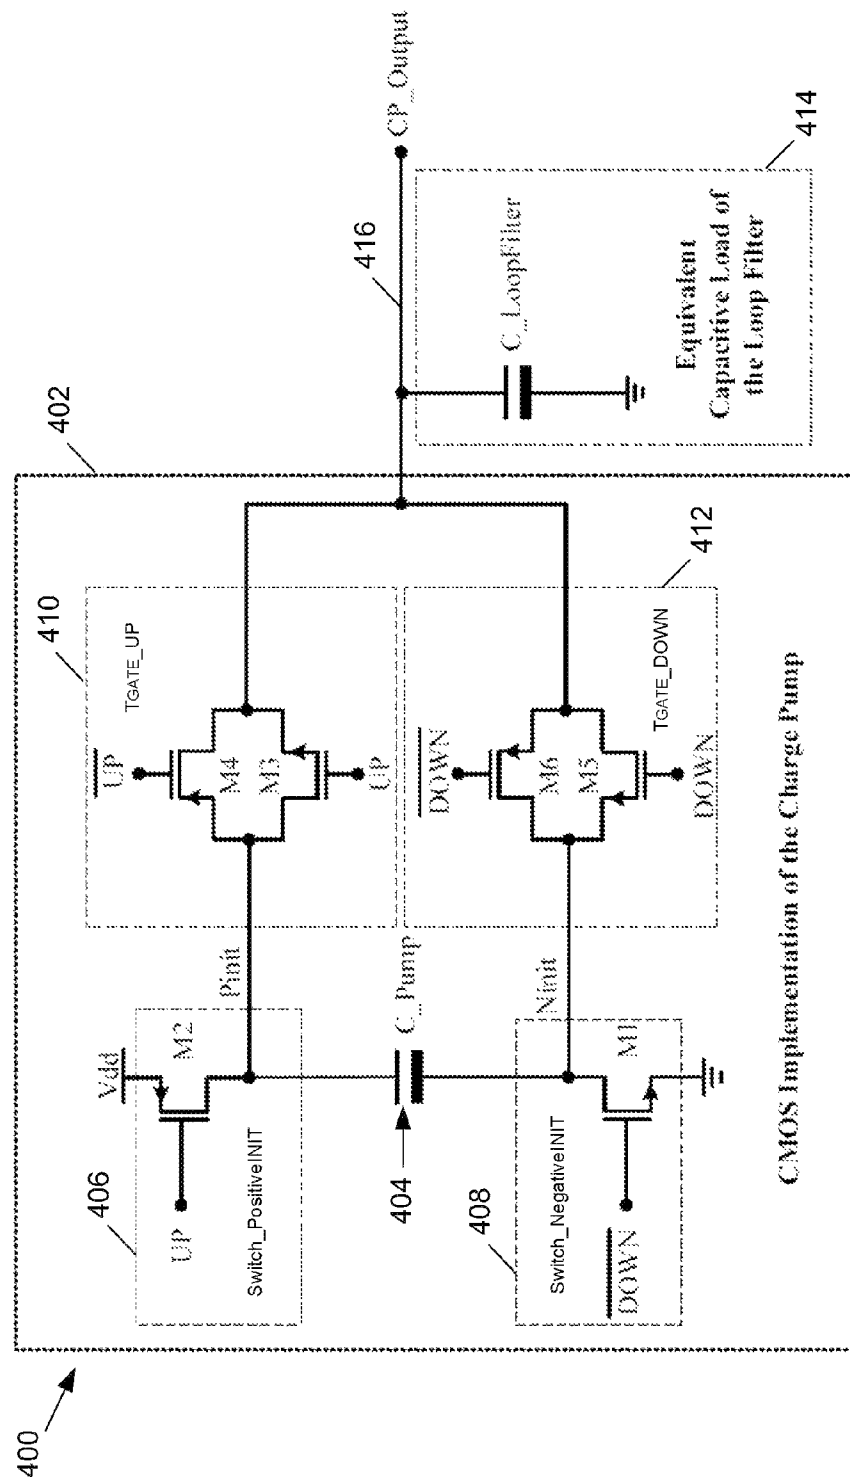 400
402
406
Vdd
M2
UP
Switch_PositiveINIT
Pinit
410
TGATE_UP
UP
M4
M3
UP
404
C_Pump
408
Switch_NegativeINIT
DOWN
M1
Ninit
412
TGATE_DOWN
DOWN
M6
M5
DOWN
416
CP_Output
414
C_LoopFilter
Equivalent
Capacitive Load of
the Loop Filter
CMOS Implementation of the Charge Pump